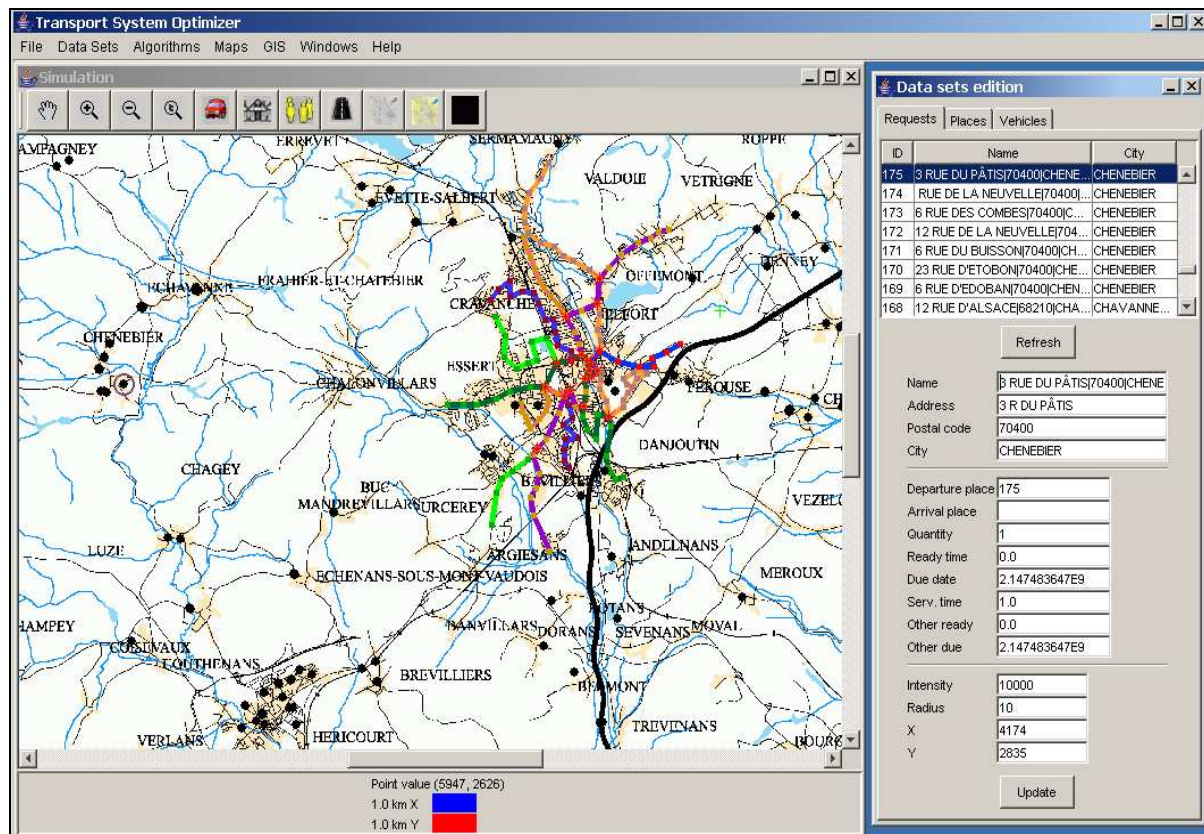 Transport System Optimizer
File Data Sets Algorithms Maps GIS Windows Help
Simulation
ERREVET
SERMAMAGNY
ROPPE
AMPAGNEY
VALDOIE
VETRIGNE
EVETTE-SALBERT
DENNEY
OFFEMONT
FRAHIER-ET-CHATEBIER
ECHAVANNE
CRAVANCHE
BELFORT
CHENEBIER
ESSERT
CHALONVILLARS
PEROUSE
CH
DANJOUTIN
CHAGEY
BAVILLIERS
BUC
MANDREVILLARS
URCEREY
VEZELO
ARGIESANS
LUZE
ANDELNANS
ECHENANS-SOUS-MONT-VAUDOIS
MEROUX
BOTANS
HAMPEY
BANVILLARS
DORANS
SEVENANS
MOVAL
COISEVAUX
COUTHENANS
BREVILLIERS
BERMONT
TREVENANS
VERLANS
HERICOURT
BOURG
Point value (5947, 2626)
1.0 km X
1.0 km Y
Data sets edition
Requests Places Vehicles
ID Name City
175 3 RUE DU PÂTIS|70400|CHENE... CHENEBIER
174 RUE DE LA NEUVELLE|70400|... CHENEBIER
173 6 RUE DES COMBES|70400|C... CHENEBIER
172 12 RUE DE LA NEUVELLE|704... CHENEBIER
171 6 RUE DU BUISSON|70400|CH... CHENEBIER
170 23 RUE D'ETOBON|70400|CHE... CHENEBIER
169 6 RUE D'EDOBAN|70400|CHEN... CHENEBIER
168 12 RUE D'ALSACE|68210|CHA... CHAVANNE...
Refresh
Name 3 RUE DU PÂTIS|70400|CHENE
Address 3 R DU PÂTIS
Postal code 70400
City CHENEBIER
Departure place 175
Arrival place
Quantity 1
Ready time 0.0
Due date 2.147483647E9
Serv. time 1.0
Other ready 0.0
Other due 2.147483647E9
Intensity 10000
Radius 10
X 4174
Y 2835
Update